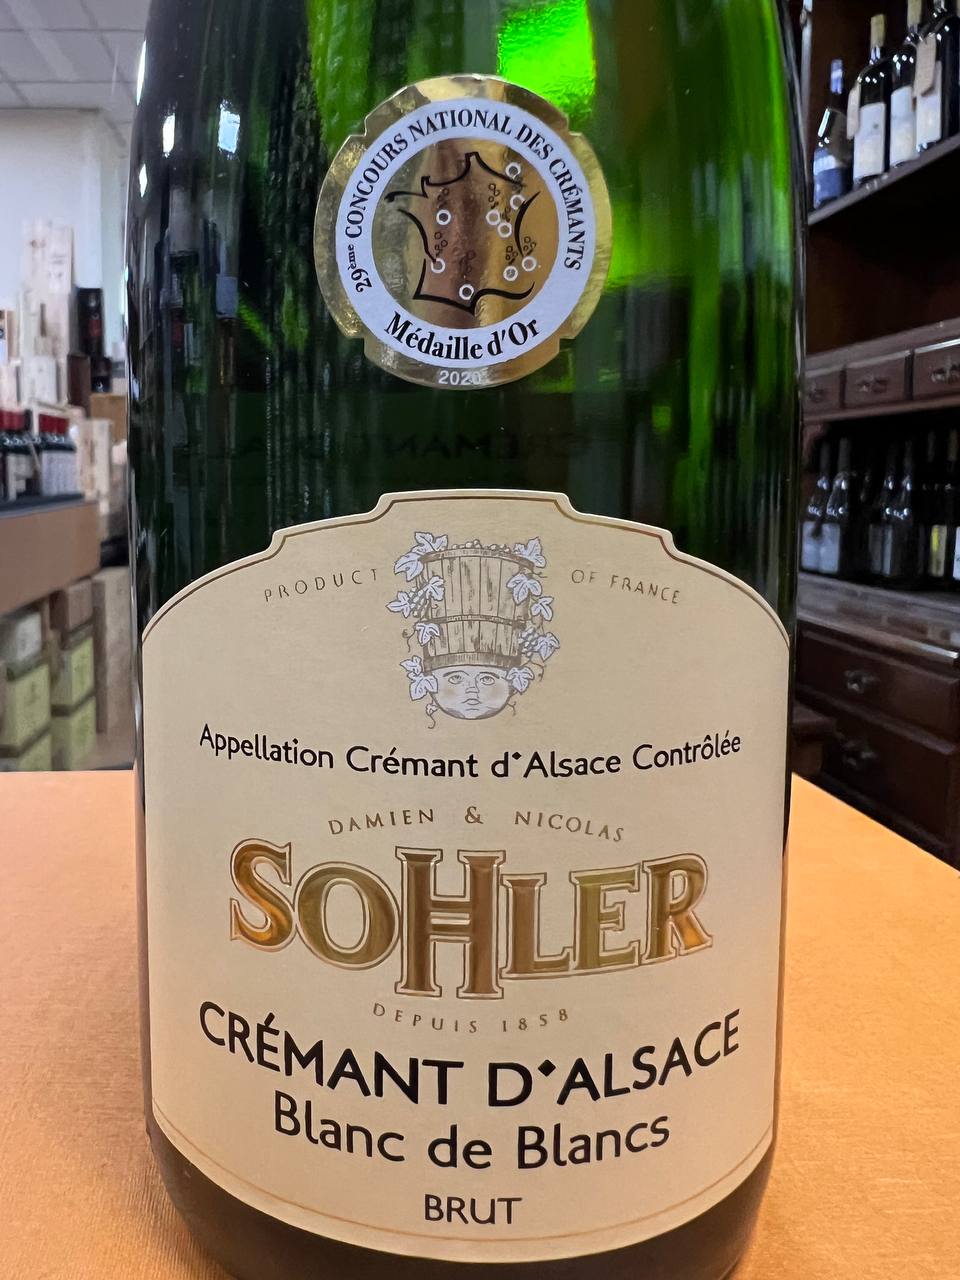 29ème CONCOURS NATIONAL DES CRÉMANTS
Médaille d'Or
2020
PRODUCT OF FRANCE
Appellation Crémant d'Alsace Contrôlée
DAMIEN & NICOLAS
SOHLER
DEPUIS 1858
CRÉMANT D'ALSACE
Blanc de Blancs
BRUT